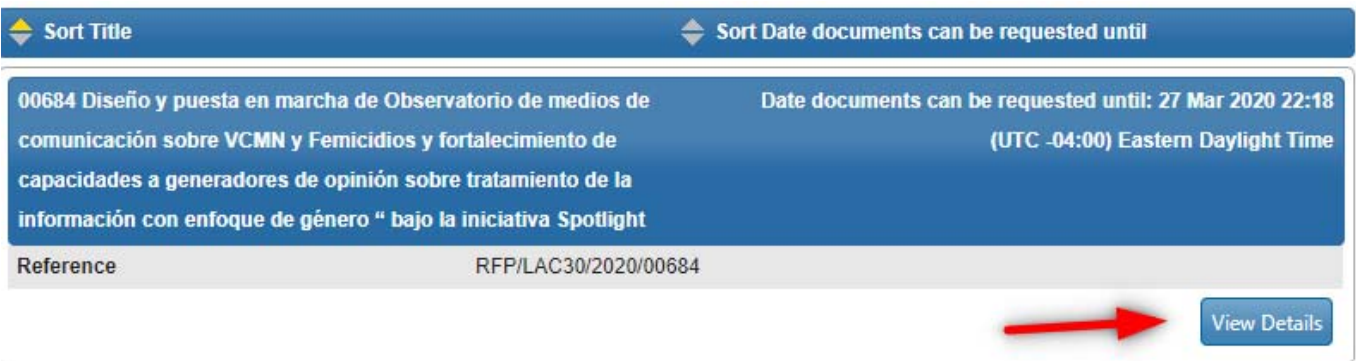 Sort Title
Sort Date documents can be requested until
00684 Diseño y puesta en marcha de Observatorio de medios de
comunicación sobre VCMN y Femicidios y fortalecimiento de
capacidades a generadores de opinión sobre tratamiento de la
información con enfoque de género “ bajo la iniciativa Spotlight
Date documents can be requested until: 27 Mar 2020 22:18
(UTC -04:00) Eastern Daylight Time
Reference
RFP/LAC30/2020/00684
View Details